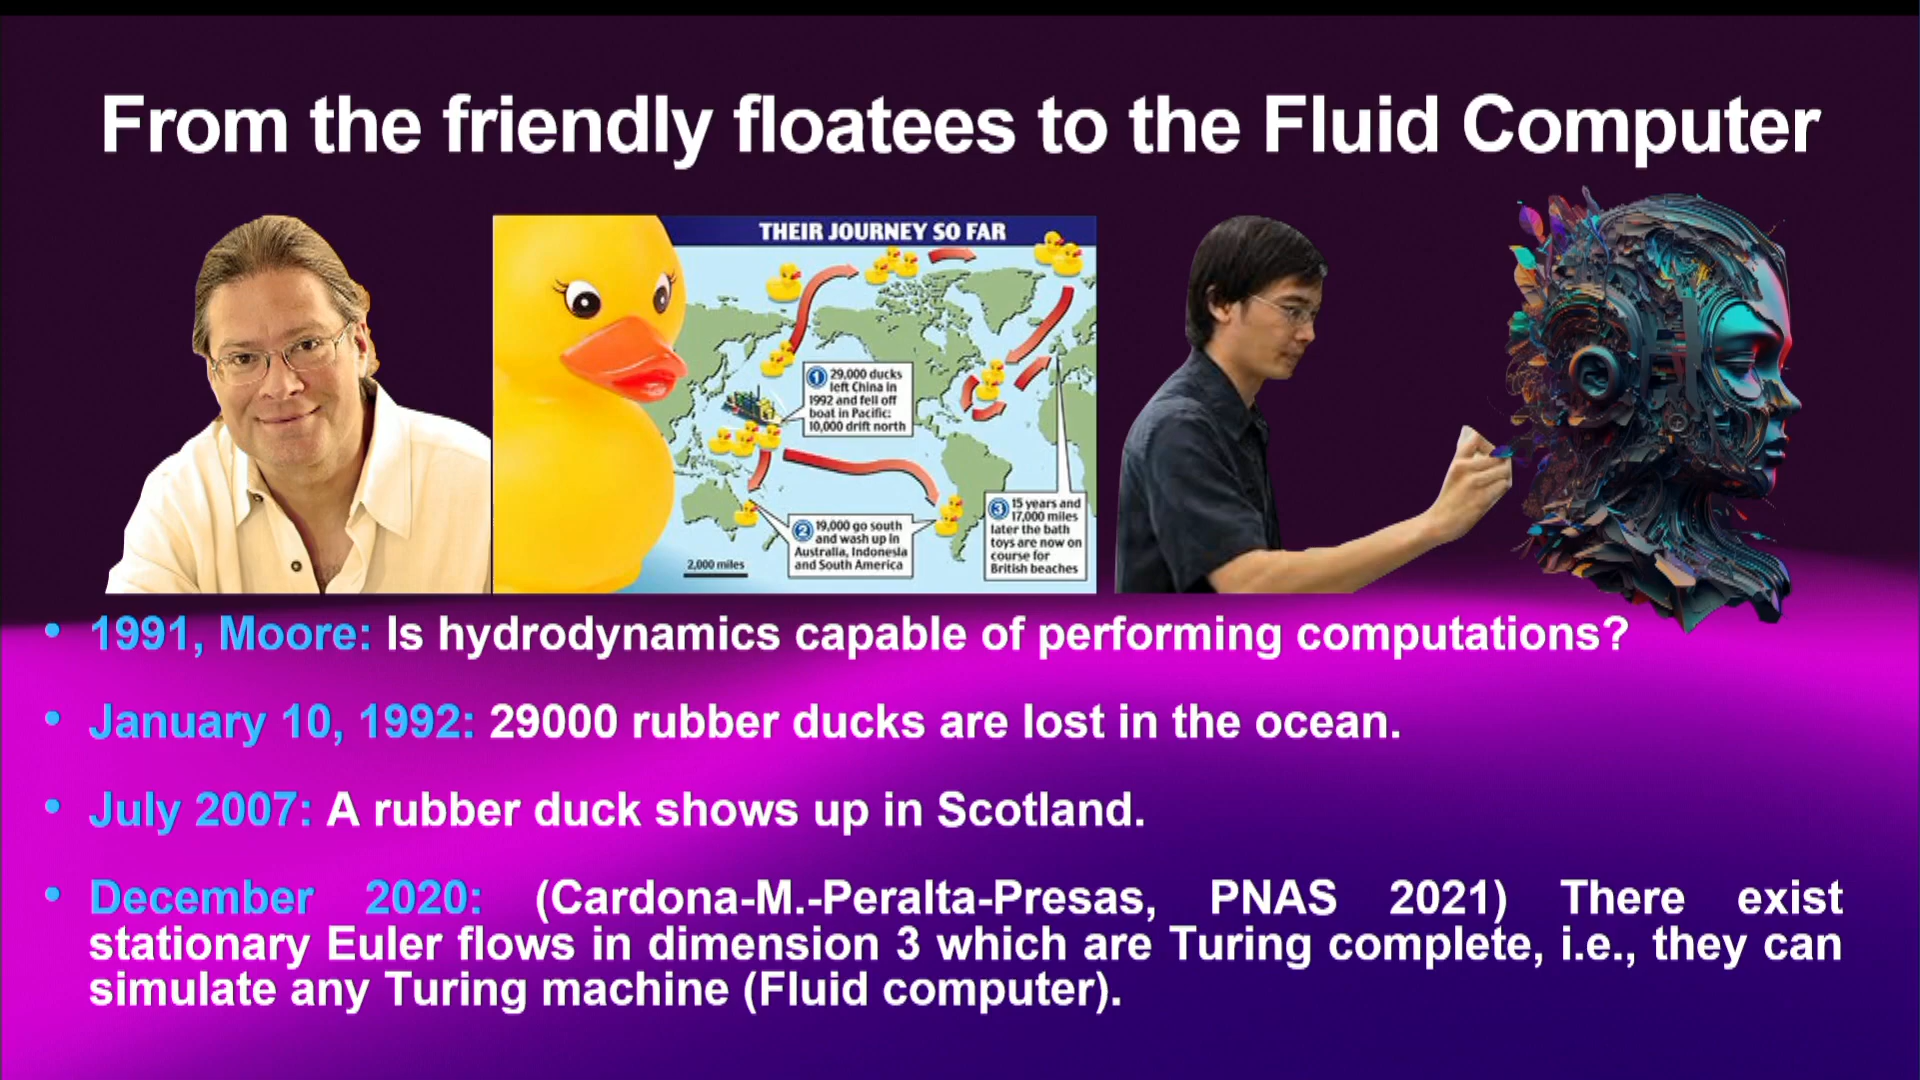 From the friendly floatees to the Fluid Computer
THEIR JOURNEY SO FAR
1 29,000 ducks
left China in
1992 and fell off
boat in Pacific:
10,000 drift north
2 19,000 go south
and wash up in
Australia, Indonesia
and South America
3 15 years and
17,000 miles
later the bath
toys are now on
course for
British beaches
2,000 miles
• 1991, Moore: Is hydrodynamics capable of performing computations?
• January 10, 1992: 29000 rubber ducks are lost in the ocean.
• July 2007: A rubber duck shows up in Scotland.
• December 2020: (Cardona-M.-Peralta-Presas, PNAS 2021) There exist
stationary Euler flows in dimension 3 which are Turing complete, i.e., they can
simulate any Turing machine (Fluid computer).